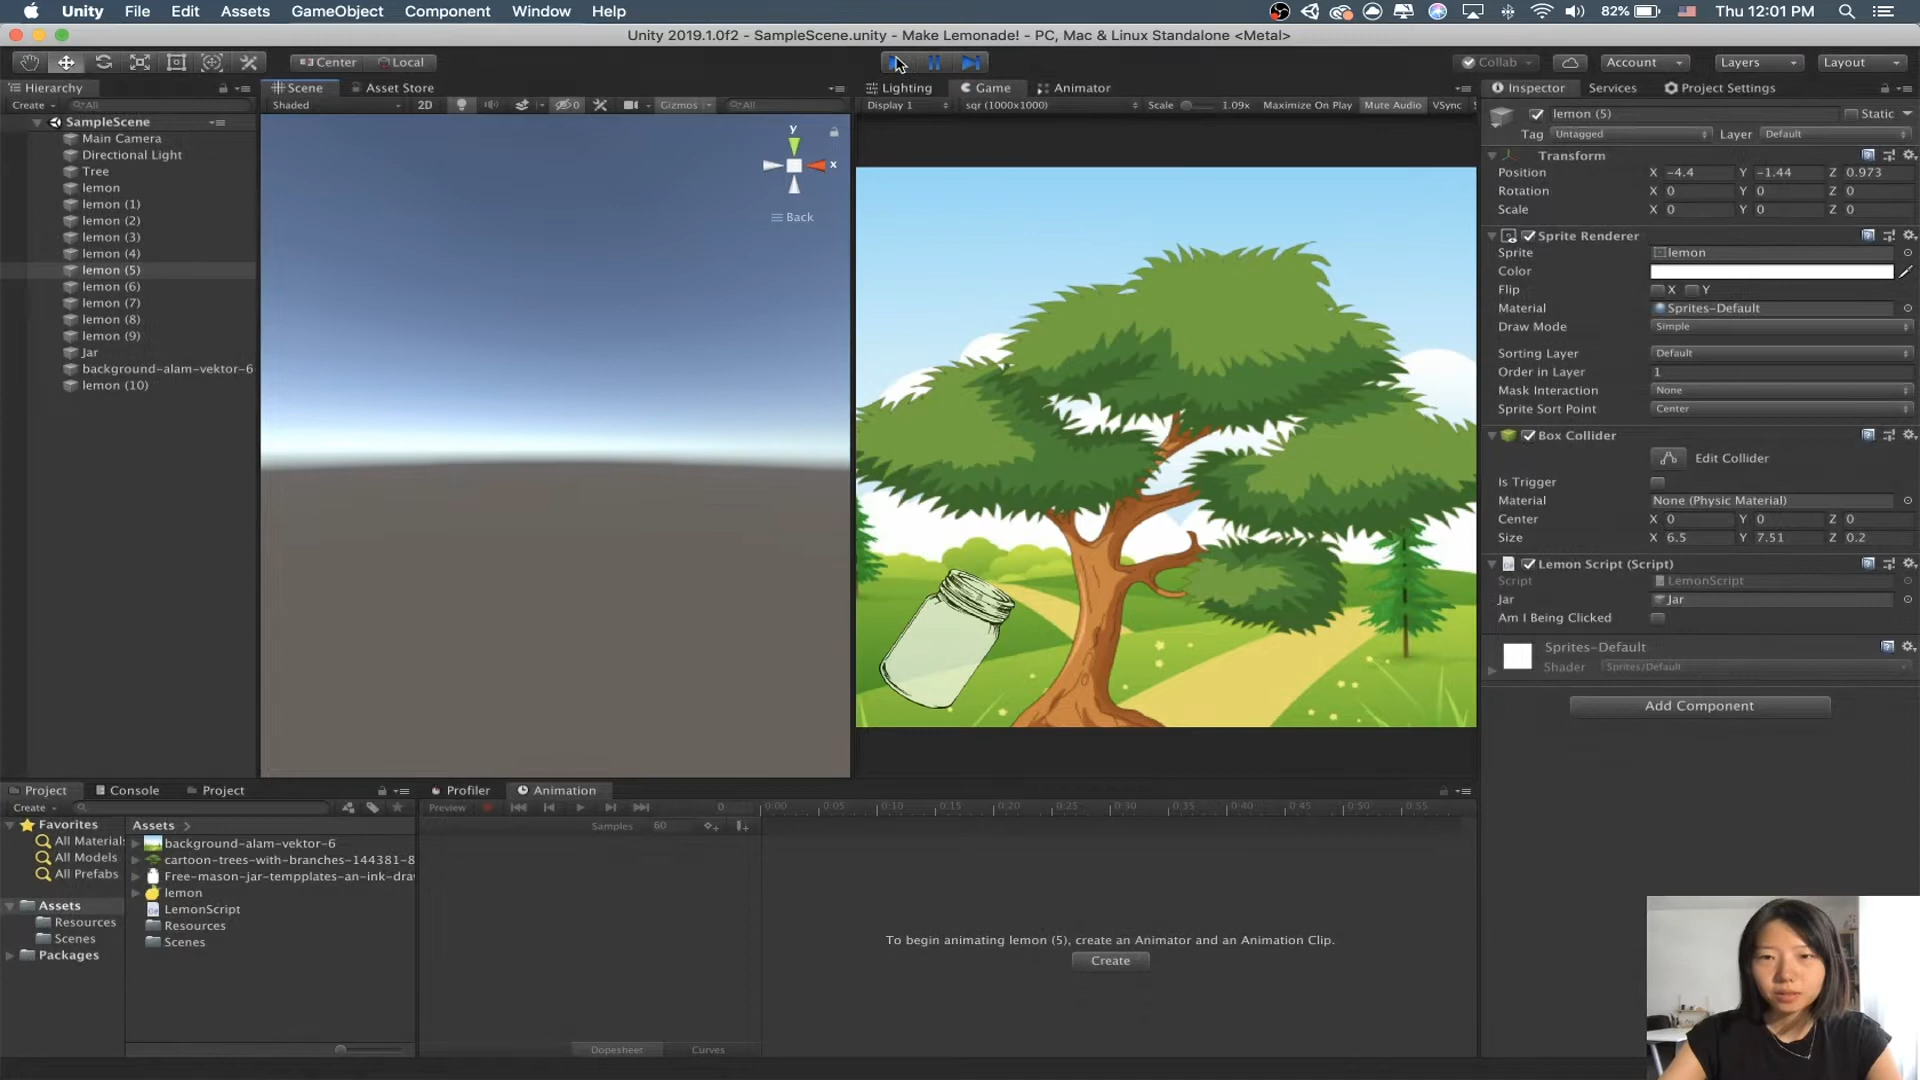 Unity File Edit Assets GameObject Component Window Help 82% Thu 12:01 PM
Unity 2019.1.0f2 - SampleScene.unity - Make Lemonade! - PC, Mac & Linux Standalone <Metal>
Center Local Collab Account Layers Layout
Hierarchy Scene Asset Store Lighting Game Animator Inspector Services Project Settings
Create All Shaded 2D 0 Gizmos All Display 1 sqr (1000x1000) Scale 1.09x Maximize On Play Mute Audio VSync
SampleScene
Main Camera
Directional Light
Tree
lemon
lemon (1)
lemon (2)
lemon (3)
lemon (4)
lemon (5)
lemon (6)
lemon (7)
lemon (8)
lemon (9)
Jar
background-alam-vektor-6
lemon (10)
y
x
Back
lemon (5) Static
Tag Untagged Layer Default
Transform
Position X -4.4 Y -1.44 Z 0.973
Rotation X 0 Y 0 Z 0
Scale X 0 Y 0 Z 0
Sprite Renderer
Sprite lemon
Color
Flip X Y
Material Sprites-Default
Draw Mode Simple
Sorting Layer Default
Order in Layer 1
Mask Interaction None
Sprite Sort Point Center
Box Collider
Edit Collider
Is Trigger
Material None (Physic Material)
Center X 0 Y 0 Z 0
Size X 6.5 Y 7.51 Z 0.2
Lemon Script (Script)
Script LemonScript
Jar Jar
Am I Being Clicked
Sprites-Default
Shader Sprites/Default
Add Component
Project Console Project
Create
Favorites
All Materials
All Models
All Prefabs
Assets
Resources
Scenes
Packages
Assets
background-alam-vektor-6
cartoon-trees-with-branches-144381-8
Free-mason-jar-tempplates-an-ink-dra
lemon
LemonScript
Resources
Scenes
Profiler Animation
Preview 0 0:00 0:05 0:10 0:15 0:20 0:25 0:30 0:35 0:40 0:45 0:50 0:55
Samples 60
To begin animating lemon (5), create an Animator and an Animation Clip.
Create
Dopesheet Curves